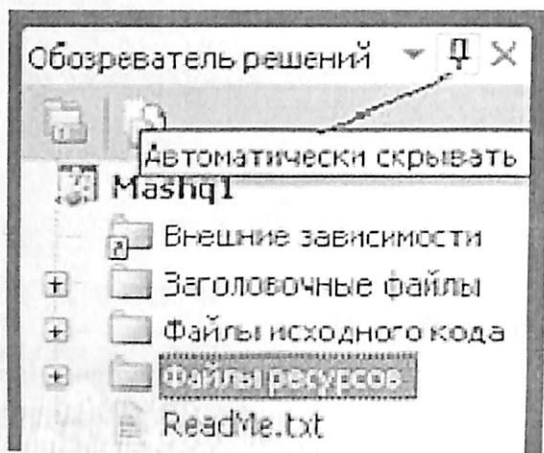 Обозреватель решений
Автоматически скрывать
Mashq1
Внешние зависимости
Заголовочные файлы
Файлы исходного кода
Файлы ресурсов
ReadMe.txt